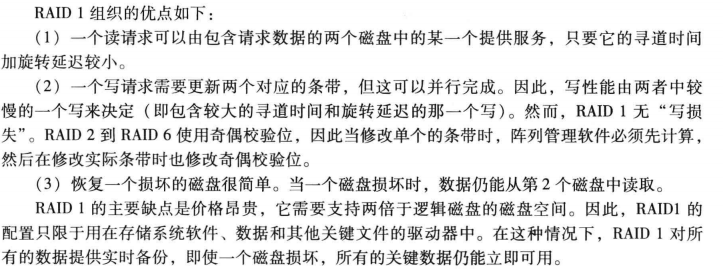 RAID 1 组织的优点如下：
（1）一个读请求可以由包含请求数据的两个磁盘中的某一个提供服务，只要它的寻道时间
加旋转延迟较小。
（2）一个写请求需要更新两个对应的条带，但这可以并行完成。因此，写性能由两者中较
慢的一个写来决定（即包含较大的寻道时间和旋转延迟的那一个写）。然而，RAID 1 无“写损
失”。RAID 2 到 RAID 6 使用奇偶校验位，因此当修改单个的条带时，阵列管理软件必须先计算，
然后在修改实际条带时也修改奇偶校验位。
（3）恢复一个损坏的磁盘很简单。当一个磁盘损坏时，数据仍能从第 2 个磁盘中读取。
RAID 1 的主要缺点是价格昂贵，它需要支持两倍于逻辑磁盘的磁盘空间。因此，RAID1 的
配置只限于用在存储系统软件、数据和其他关键文件的驱动器中。在这种情况下，RAID 1 对所
有的数据提供实时备份，即使一个磁盘损坏，所有的关键数据仍能立即可用。